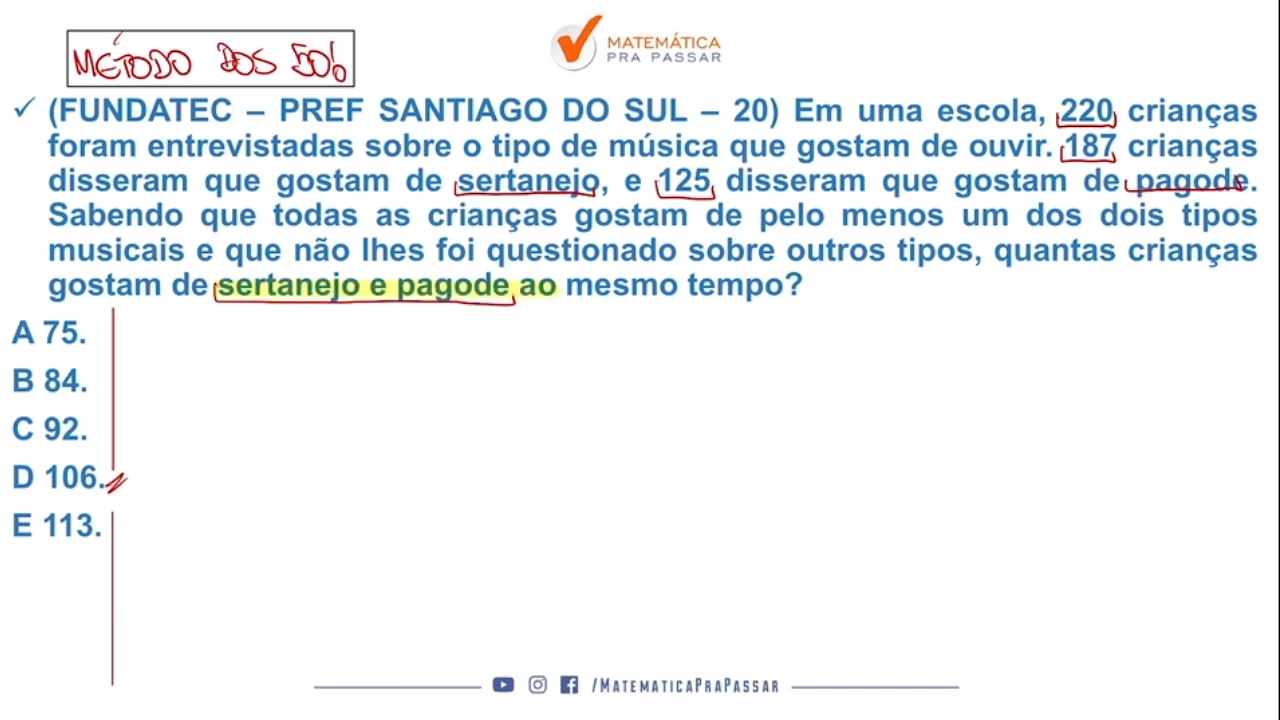 MÉTODO DOS 50%
MATEMÁTICA
PRA PASSAR
✓ (FUNDATEC – PREF SANTIAGO DO SUL – 20) Em uma escola, 220 crianças
foram entrevistadas sobre o tipo de música que gostam de ouvir. 187 crianças
disseram que gostam de sertanejo, e 125 disseram que gostam de pagode.
Sabendo que todas as crianças gostam de pelo menos um dos dois tipos
musicais e que não lhes foi questionado sobre outros tipos, quantas crianças
gostam de sertanejo e pagode ao mesmo tempo?
A 75.
B 84.
C 92.
D 106.
E 113.
/MATEMATICAPRAPASSAR